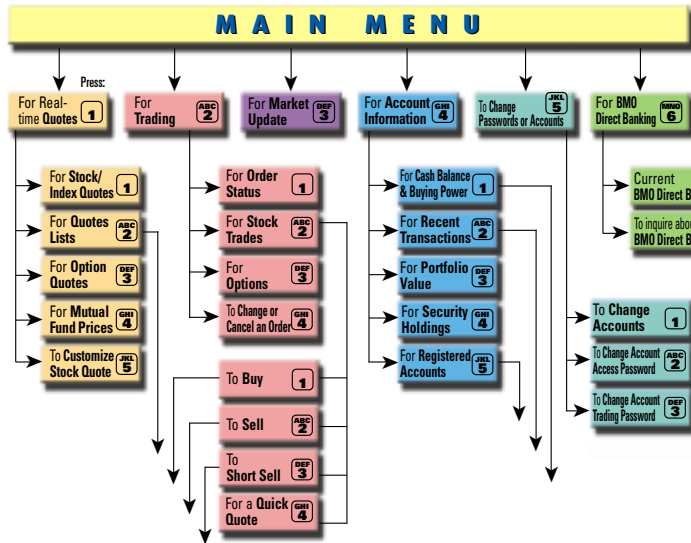 MAIN MENU
Press:
For Real-
time Quotes 1
For
Trading ABC 2
For Market
Update DEF 3
For Account
Information GHI 4
To Change
Passwords or Accounts JKL 5
For BMO
Direct Banking MNO 6
For Stock/
Index Quotes 1
For Quotes
Lists ABC 2
For Option
Quotes DEF 3
For Mutual
Fund Prices GHI 4
To Customize
Stock Quote JKL 5
For Order
Status 1
For Stock
Trades ABC 2
For
Options DEF 3
To Change or
Cancel an Order GHI 4
To Buy 1
To Sell ABC 2
To
Short Sell DEF 3
For a Quick
Quote GHI 4
For Cash Balance
& Buying Power 1
For Recent
Transactions ABC 2
For Portfolio
Value DEF 3
For Security
Holdings GHI 4
For Registered
Accounts JKL 5
To Change
Accounts 1
To Change Account
Access Password ABC 2
To Change Account
Trading Password DEF 3
Current
BMO Direct B
To inquire abou
BMO Direct B